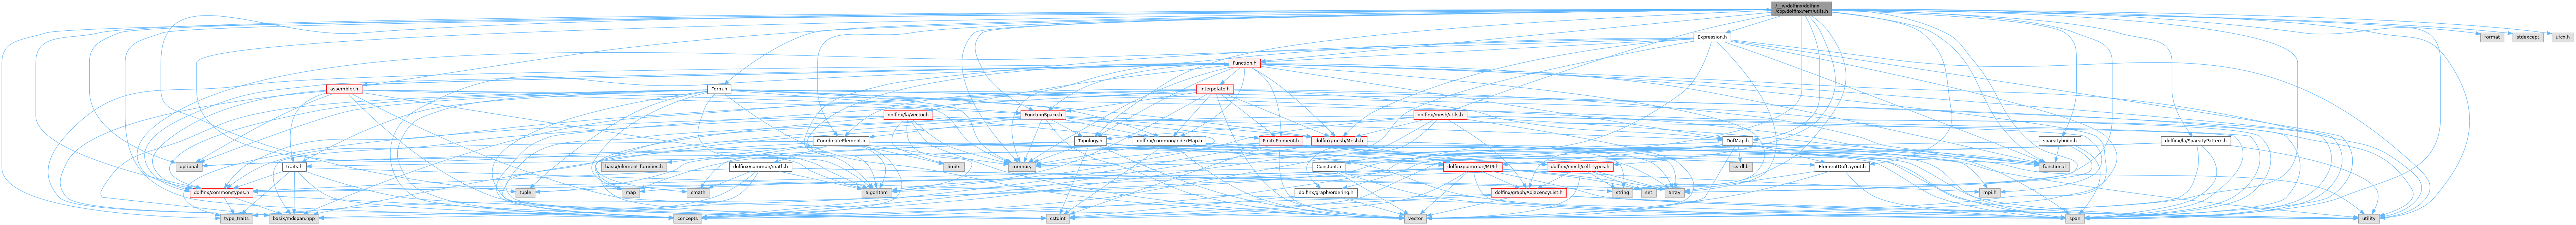 /__w/dolfinx/dolfinx
/cpp/dolfinx/fem/utils.h
Expression.h
format
stdexcept
ufcx.h
Function.h
assembler.h
Form.h
interpolate.h
dolfinx/la/Vector.h
FunctionSpace.h
dolfinx/mesh/utils.h
CoordinateElement.h
Topology.h
dolfinx/common/IndexMap.h
FiniteElement.h
dolfinx/mesh/Mesh.h
DofMap.h
sparsitybuild.h
dolfinx/la/SparsityPattern.h
optional
traits.h
basix/element-families.h
dolfinx/common/math.h
limits
memory
dolfinx/common/MPI.h
Constant.h
dolfinx/mesh/cell_types.h
cstdlib
ElementDofLayout.h
functional
dolfinx/common/types.h
tuple
map
cmath
algorithm
dolfinx/graph/ordering.h
dolfinx/graph/AdjacencyList.h
string
set
array
mpi.h
type_traits
basix/mdspan.hpp
concepts
cstdint
vector
span
utility